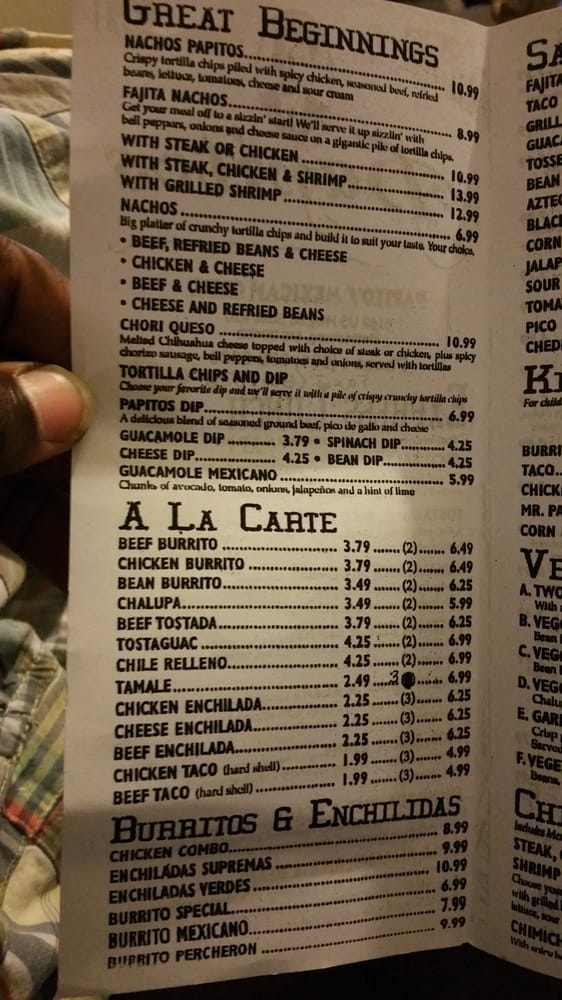 GREAT BEGINNINGS
NACHOS PAPITOS 10.99
Crispy tortilla chips piled with spicy chicken, seasoned beef, refried
beans, lettuce, tomatoes, cheese and sour cream
FAJITA NACHOS 8.99
Get your meal off to a sizzlin' start! We'll serve it up sizzlin' with
bell peppers, onions and cheese sauce on a gigantic pile of tortilla chips.
WITH STEAK OR CHICKEN 10.99
WITH STEAK, CHICKEN & SHRIMP 13.99
WITH GRILLED SHRIMP 12.99
NACHOS 6.99
Big platter of crunchy tortilla chips and build it to suit your taste. Your choice.
• BEEF, REFRIED BEANS & CHEESE
• CHICKEN & CHEESE
• BEEF & CHEESE
• CHEESE AND REFRIED BEANS
CHORI QUESO 10.99
Melted Chihuahua cheese topped with choice of steak or chicken, plus spicy
chorizo sausage, bell peppers, tomatoes and onions, served with tortillas
TORTILLA CHIPS AND DIP
Choose your favorite dip and we'll serve it with a pile of crispy crunchy tortilla chips
PAPITOS DIP 6.99
A delicious blend of seasoned ground beef, pico de gallo and cheese
GUACAMOLE DIP 3.79 • SPINACH DIP 4.25
CHEESE DIP 4.25 • BEAN DIP 4.25
GUACAMOLE MEXICANO 5.99
Chunks of avocado, tomato, onions, jalapeños and a hint of lime
A LA CARTE
BEEF BURRITO 3.79 (2) 6.49
CHICKEN BURRITO 3.79 (2) 6.49
BEAN BURRITO 3.49 (2) 6.25
CHALUPA 3.49 (2) 5.99
BEEF TOSTADA 3.79 (2) 6.25
TOSTAGUAC 4.25 (2) 6.99
CHILE RELLENO 4.25 (2) 6.99
TAMALE 2.49 3 6.99
CHICKEN ENCHILADA 2.25 (3) 6.25
CHEESE ENCHILADA 2.25 (3) 6.25
BEEF ENCHILADA 2.25 (3) 6.25
CHICKEN TACO (hard shell) 1.99 (3) 4.99
BEEF TACO (hard shell) 1.99 (3) 4.99
BURRITOS & ENCHILIDAS
CHICKEN COMBO 8.99
ENCHILADAS SUPREMAS 9.99
ENCHILADAS VERDES 10.99
BURRITO SPECIAL 6.99
BURRITO MEXICANO 7.99
BURRITO PERCHERON 9.99
SA
FAJITA
TACO
GRILL
GUAC
TOSSE
BEAN
AZTEC
BLACK
CORN
JALAP
SOUR
TOMA
PICO
CHED
KI
For child
BURRI
TACO
CHICK
MR. PA
CORN
VE
A. TWO
With
B. VEG
Bean
C. VEG
Bean
D. VEG
Chalu
E. GAR
Crisp
Served
F. VEGE
Beans,
CH
Includes Mex
STEAK,
SHRIMP
Choose your
with grilled
lettuce, sour
CHIMICH
With spicy